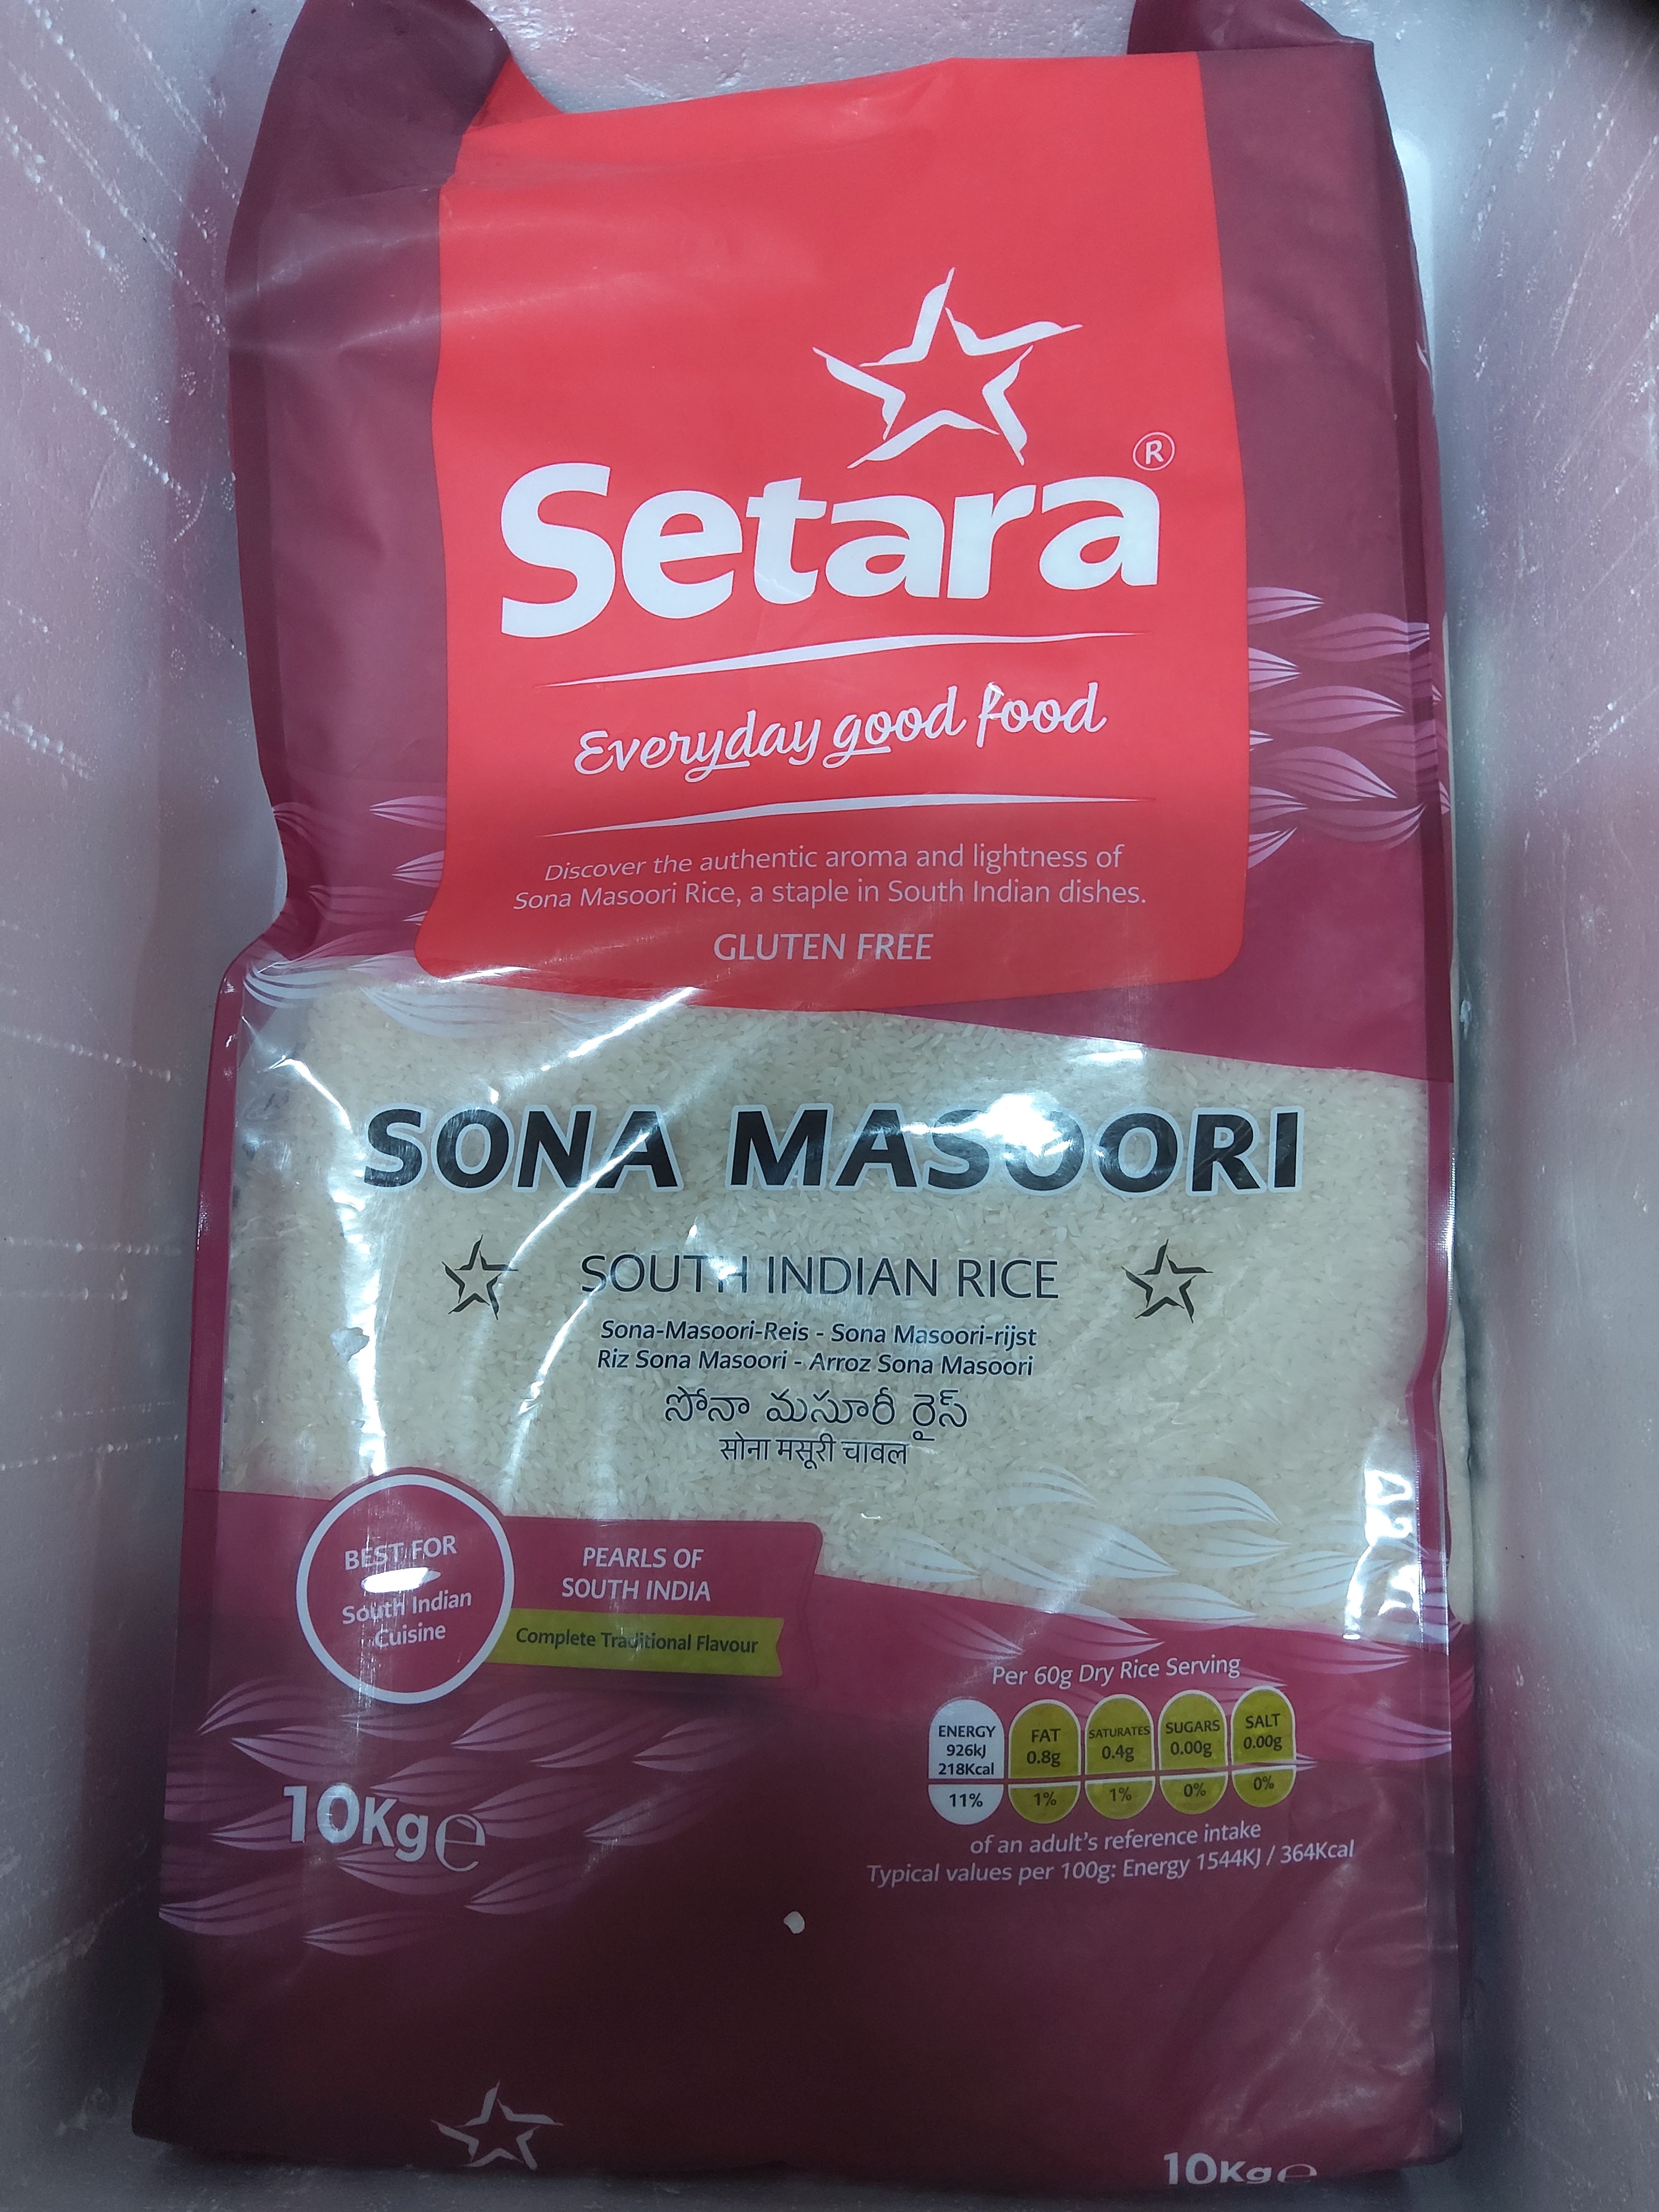 Setara®
Everyday good food
Discover the authentic aroma and lightness of
Sona Masoori Rice, a staple in South Indian dishes.
GLUTEN FREE
SONA MASOORI
SOUTH INDIAN RICE
Sona-Masoori-Reis - Sona Masoori-rijst
Riz Sona Masoori - Arroz Sona Masoori
సోనా మసూరీ రైస్
सोना मसूरी चावल
BEST FOR
South Indian
Cuisine
PEARLS OF
SOUTH INDIA
Complete Traditional Flavour
Per 60g Dry Rice Serving
ENERGY 926kJ 218Kcal 11%
FAT 0.8g 1%
SATURATES 0.4g 1%
SUGARS 0.00g 0%
SALT 0.00g 0%
of an adult's reference intake
Typical values per 100g: Energy 1544KJ / 364Kcal
10Kg℮
10Kg℮